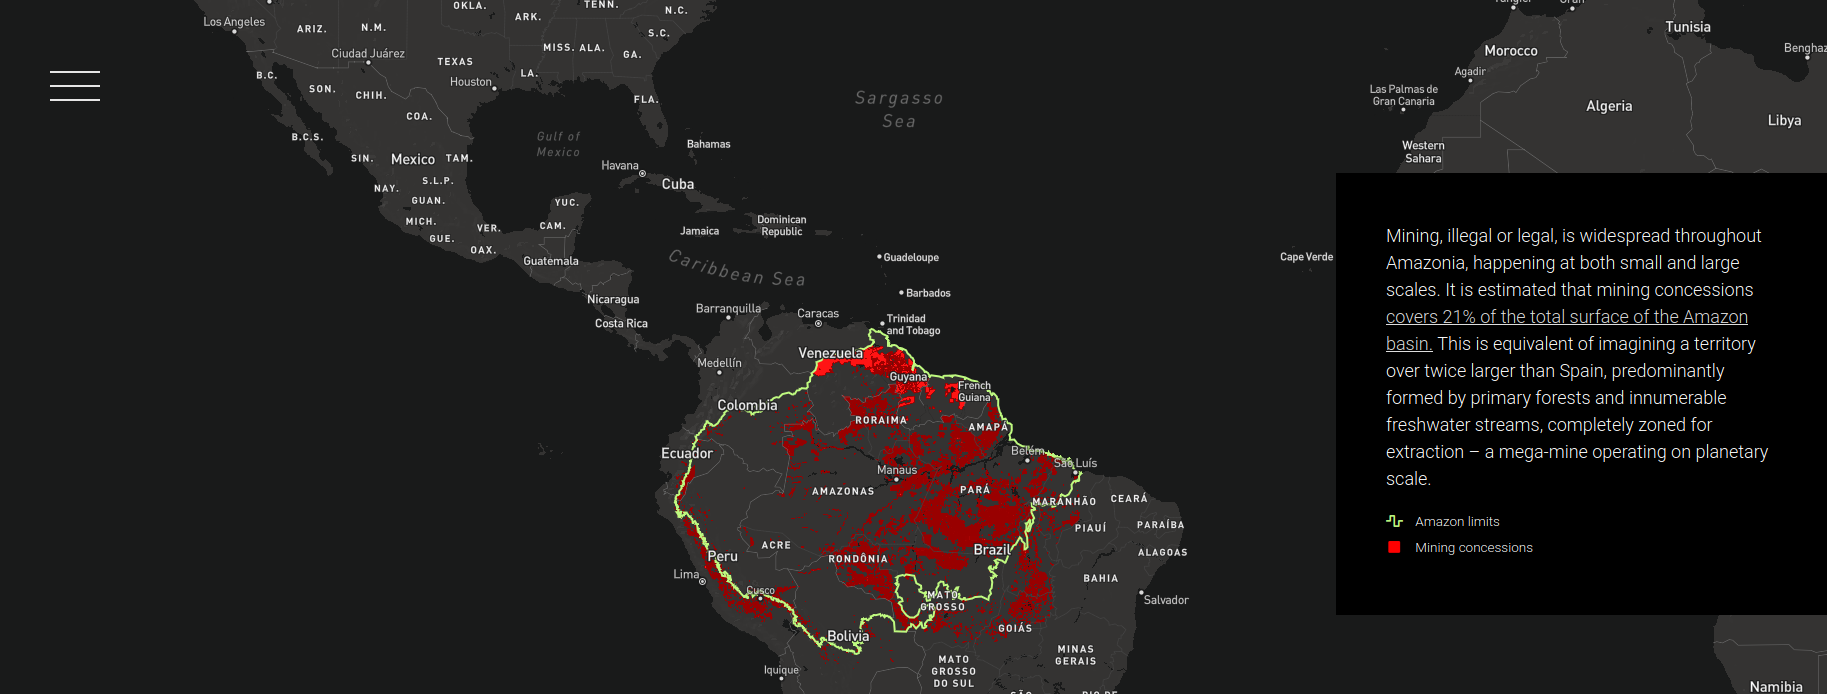 OKLA.
TENN.
N.C.
ARK.
Los Angeles
ARIZ.
N.M.
S.C.
MISS.
ALA.
GA.
Ciudad Juárez
TEXAS
LA.
B.C.
Houston
SON.
CHIH.
FLA.
COA.
B.C.S.
Gulf of
Mexico
Sargasso
Sea
Bahamas
SIN.
Mexico
TAM.
Havana
NAY.
S.L.P.
Cuba
GUAN.
YUC.
MICH.
VER.
CAM.
GUE.
OAX.
Jamaica
Dominican
Republic
Guatemala
Caribbean Sea
Guadeloupe
Nicaragua
Barbados
Costa Rica
Barranquilla
Caracas
Trinidad
and Tobago
Venezuela
Medellín
Guyana
French
Guiana
Colombia
RORAIMA
AMAPÁ
Ecuador
Belém
São Luís
Manaus
AMAZONAS
PARÁ
MARANHÃO
CEARÁ
PIAUÍ
PARAÍBA
ACRE
Brazil
ALAGOAS
Peru
RONDÔNIA
Lima
BAHIA
Cusco
MATO
GROSSO
Salvador
Bolivia
GOIÁS
Iquique
MATO
GROSSO
DO SUL
MINAS
GERAIS
Tunisia
Morocco
Agadir
Las Palmas de
Gran Canaria
Algeria
Libya
Western
Sahara
Cape Verde
Mining, illegal or legal, is widespread throughout
Amazonia, happening at both small and large
scales. It is estimated that mining concessions
covers 21% of the total surface of the Amazon
basin. This is equivalent of imagining a territory
over twice larger than Spain, predominantly
formed by primary forests and innumerable
freshwater streams, completely zoned for
extraction – a mega-mine operating on planetary
scale.
Amazon limits
Mining concessions
Namibia